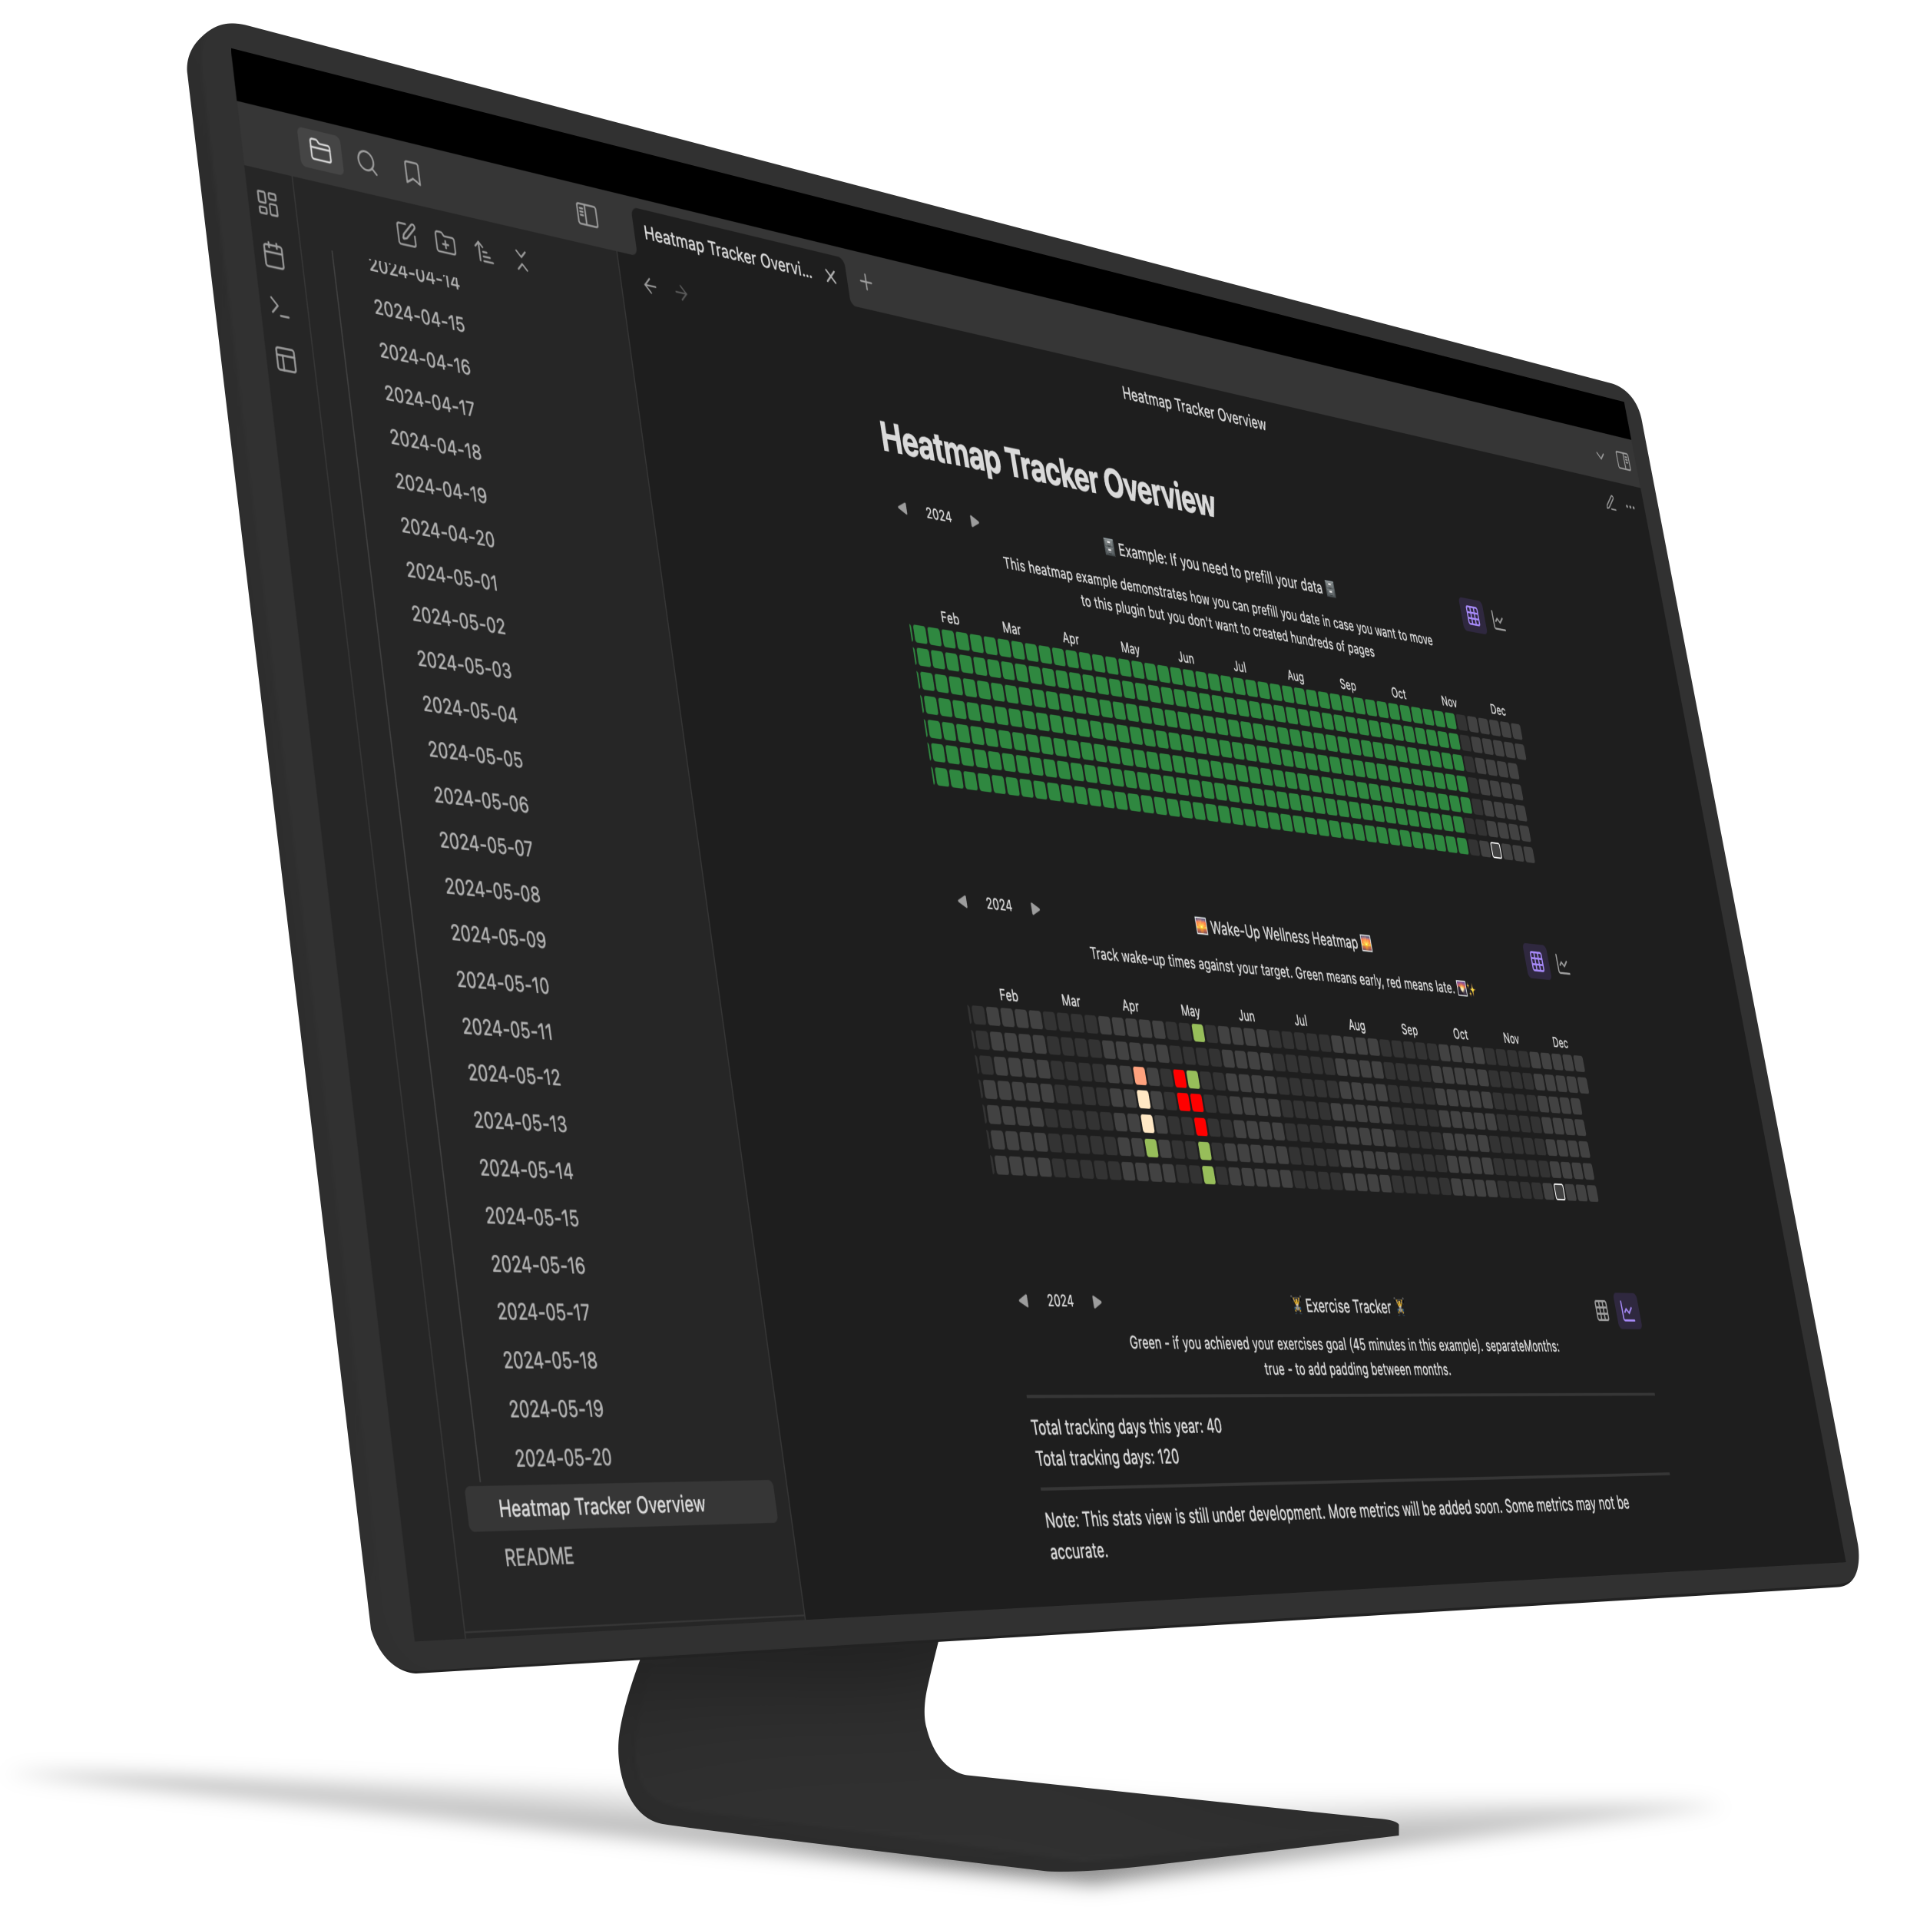 Heatmap Tracker Overvi...
2024-04-14
2024-04-15
2024-04-16
2024-04-17
2024-04-18
2024-04-19
2024-04-20
2024-05-01
2024-05-02
2024-05-03
2024-05-04
2024-05-05
2024-05-06
2024-05-07
2024-05-08
2024-05-09
2024-05-10
2024-05-11
2024-05-12
2024-05-13
2024-05-14
2024-05-15
2024-05-16
2024-05-17
2024-05-18
2024-05-19
2024-05-20
Heatmap Tracker Overview
README
Heatmap Tracker Overview
Heatmap Tracker Overview
2024
Example: If you need to prefill your data
This heatmap example demonstrates how you can prefill you date in case you want to move
to this plugin but you don't want to created hundreds of pages
Feb Mar Apr May Jun Jul Aug Sep Oct Nov Dec
2024
Wake-Up Wellness Heatmap
Track wake-up times against your target. Green means early, red means late.
Feb Mar Apr May Jun Jul Aug Sep Oct Nov Dec
2024
Exercise Tracker
Green - if you achieved your exercises goal (45 minutes in this example). separateMonths:
true - to add padding between months.
Total tracking days this year: 40
Total tracking days: 120
Note: This stats view is still under development. More metrics will be added soon. Some metrics may not be
accurate.